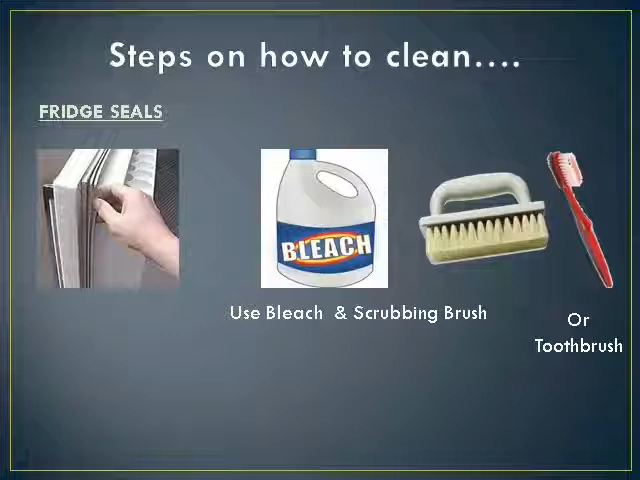 Steps on how to clean....
FRIDGE SEALS
BLEACH
Use Bleach & Scrubbing Brush
Or
Toothbrush